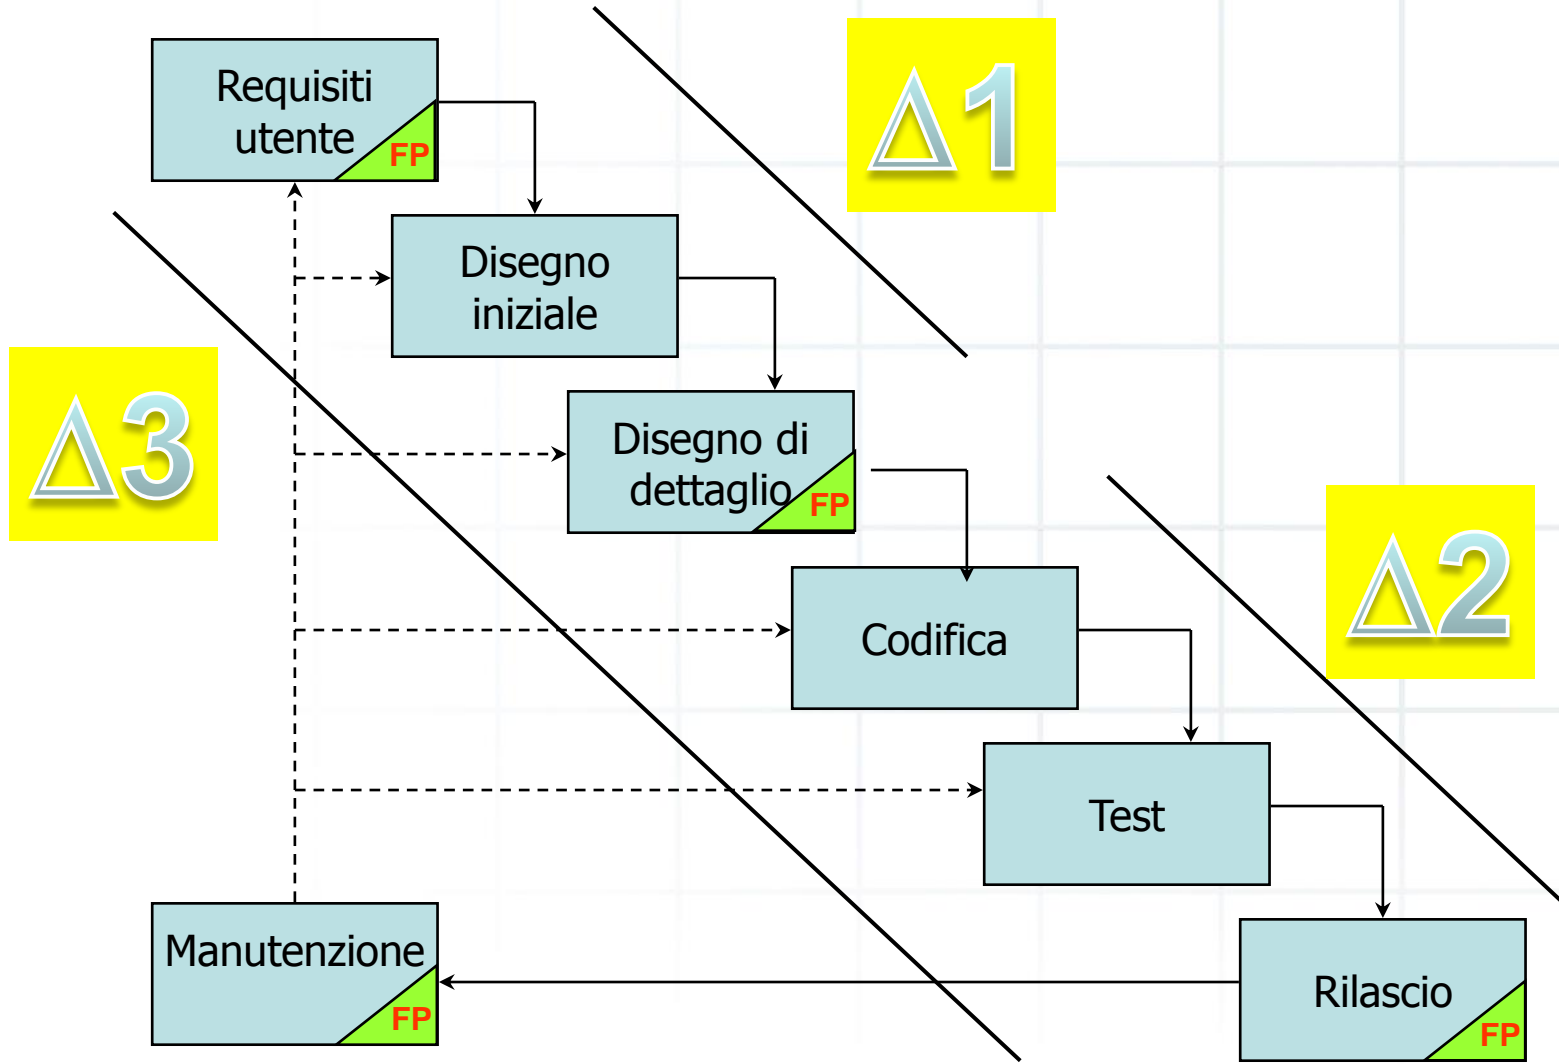 Requisiti
utente
FP
Δ1
Disegno
iniziale
Δ3
Disegno di
dettaglio
FP
Δ2
Codifica
Test
Manutenzione
FP
Rilascio
FP